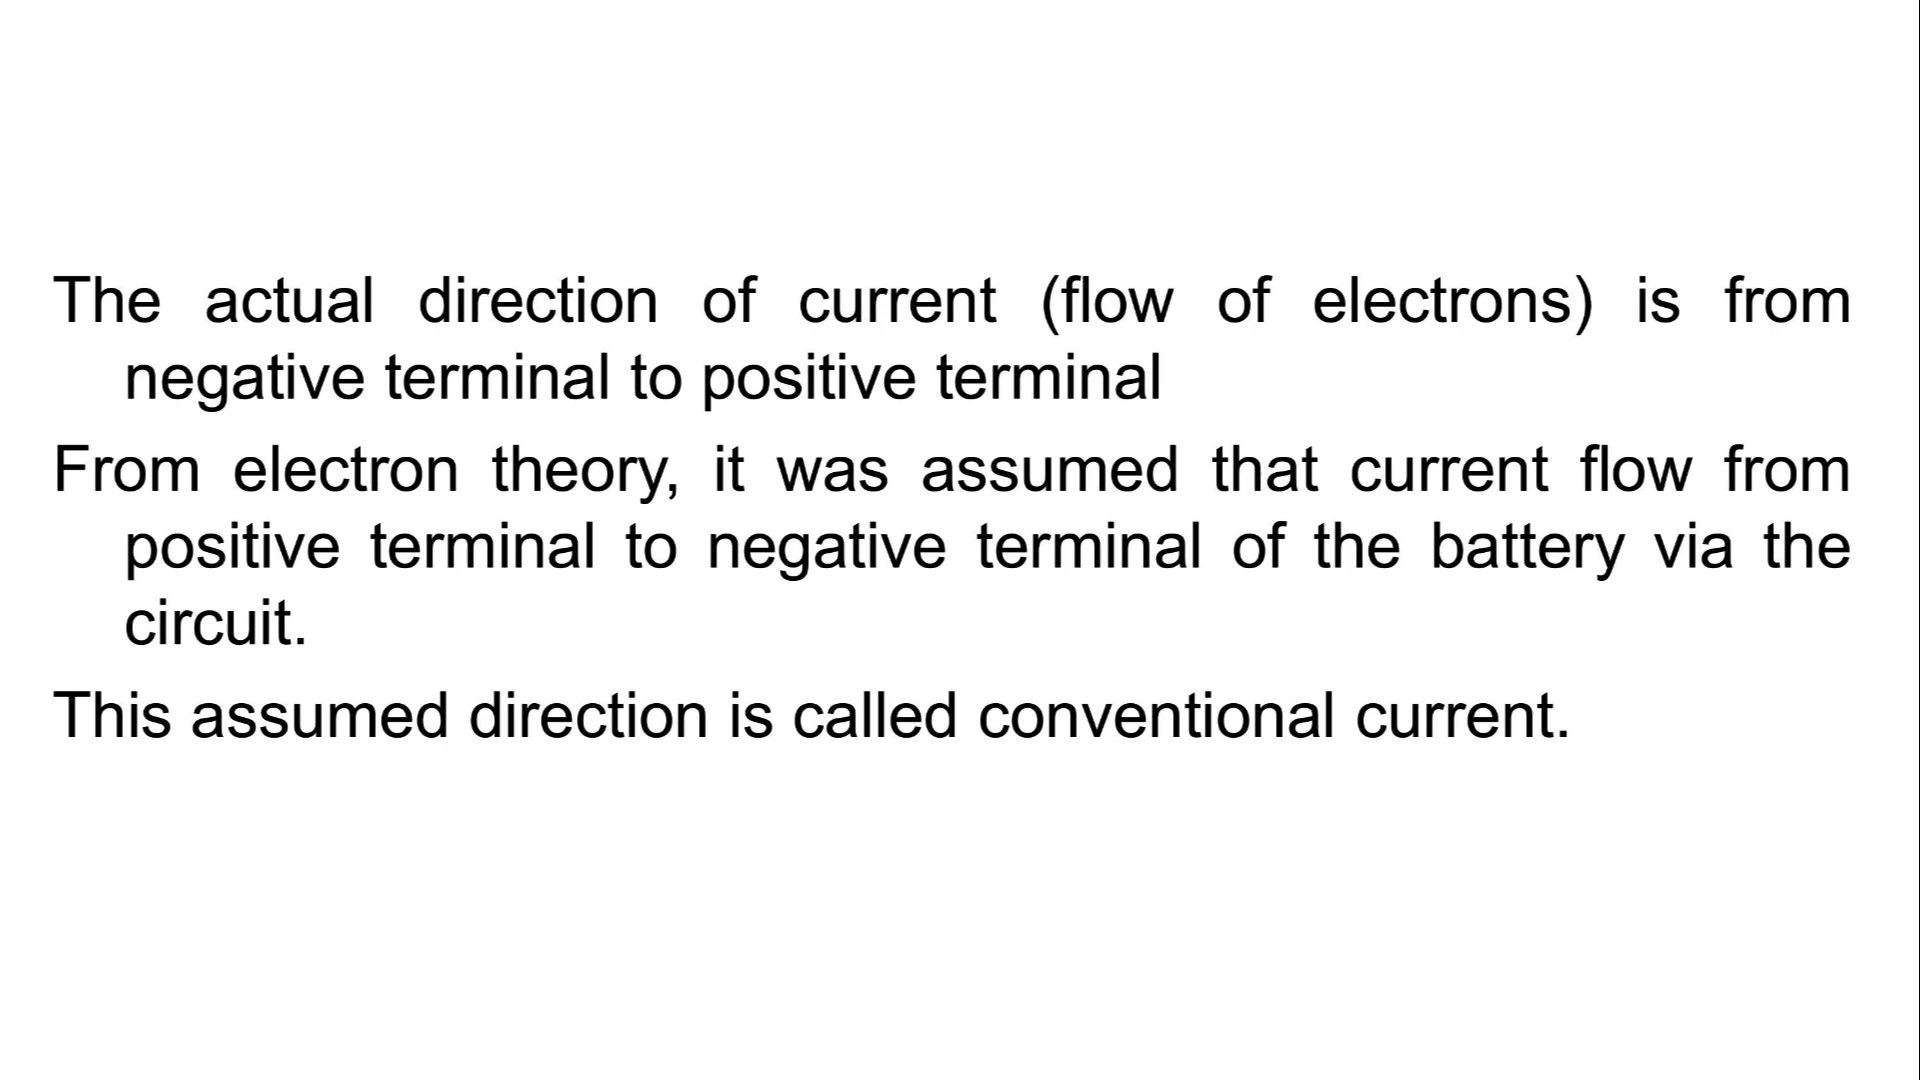 The actual direction of current (flow of electrons) is from
negative terminal to positive terminal
From electron theory, it was assumed that current flow from
positive terminal to negative terminal of the battery via the
circuit.
This assumed direction is called conventional current.